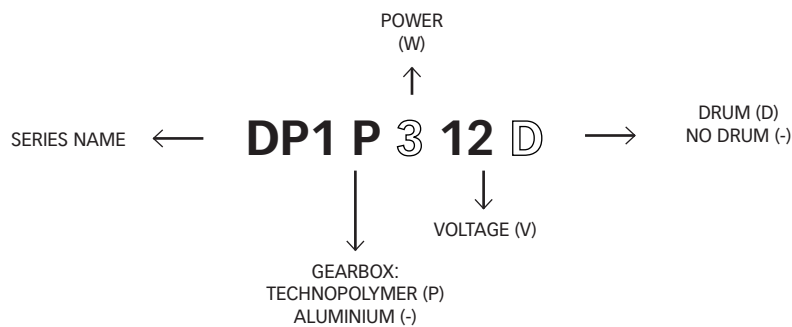 POWER
(W)
SERIES NAME
DP1 P 3 12 D
DRUM (D)
NO DRUM (-)
VOLTAGE (V)
GEARBOX:
TECHNOPOLYMER (P)
ALUMINIUM (-)